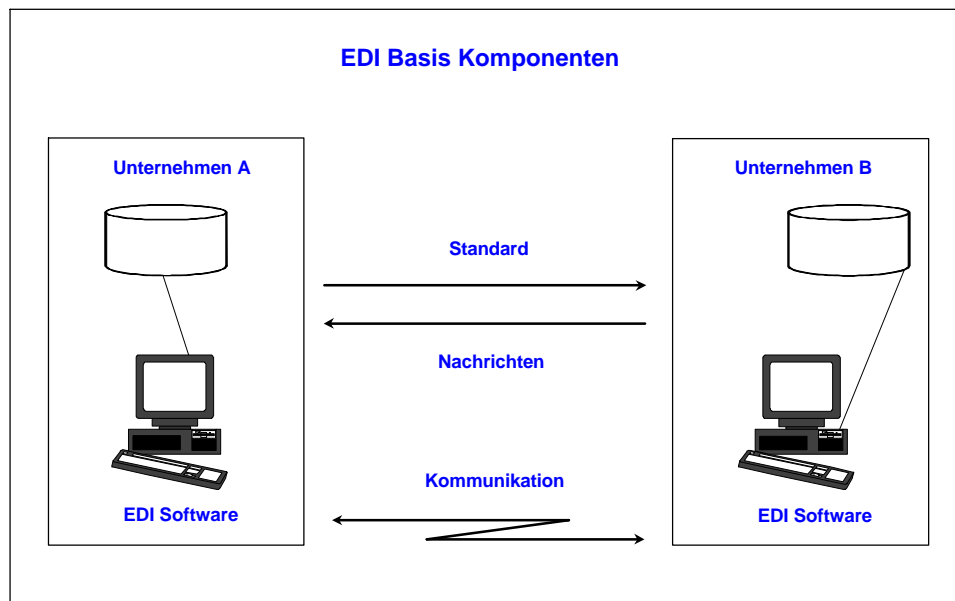 EDI Basis Komponenten
Unternehmen A
Unternehmen B
Standard
Nachrichten
Kommunikation
EDI Software
EDI Software